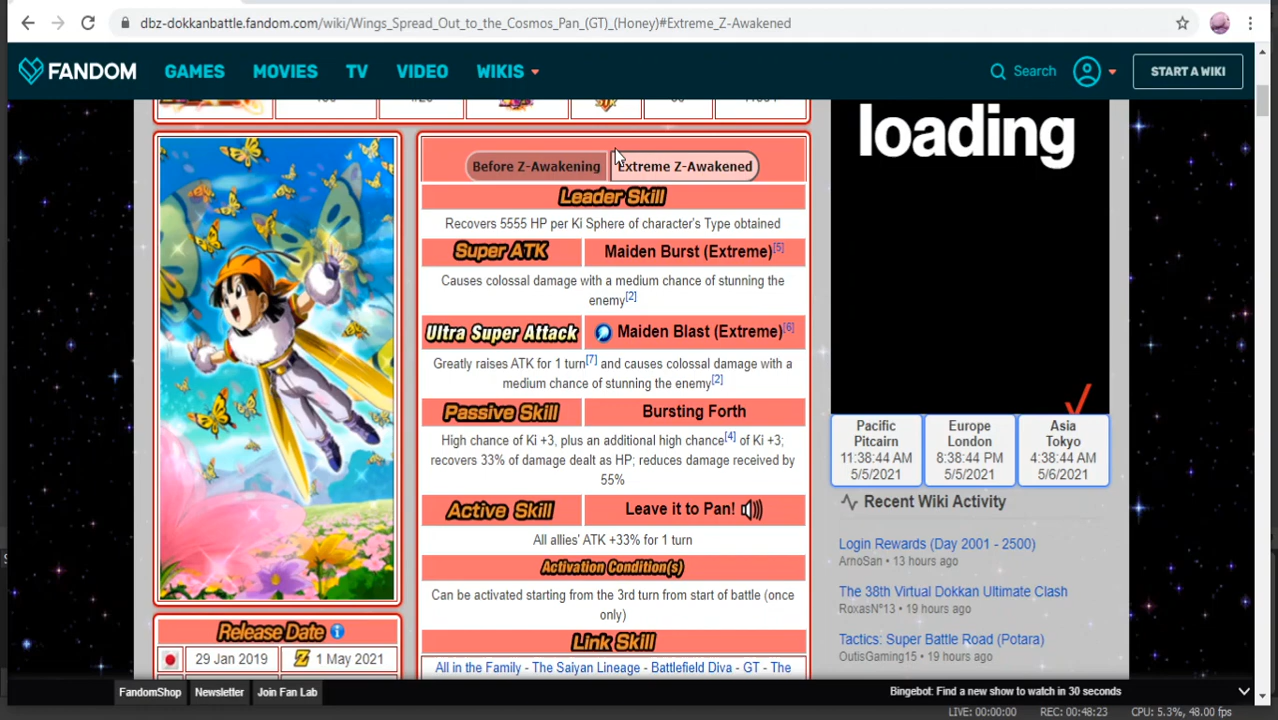 dbz-dokkanbattle.fandom.com/wiki/Wings_Spread_Out_to_the_Cosmos_Pan_(GT)_(Honey)#Extreme_Z-Awakened
FANDOM
GAMES
MOVIES
TV
VIDEO
WIKIS
Search
START A WIKI
loading
Before Z-Awakening
Extreme Z-Awakened
Leader Skill
Recovers 5555 HP per Ki Sphere of character's Type obtained
Super ATK
Maiden Burst (Extreme)[5]
Causes colossal damage with a medium chance of stunning the
enemy[2]
Ultra Super Attack
Maiden Blast (Extreme)[6]
Greatly raises ATK for 1 turn[7] and causes colossal damage with a
medium chance of stunning the enemy[2]
Passive Skill
Bursting Forth
High chance of Ki +3, plus an additional high chance[4] of Ki +3;
recovers 33% of damage dealt as HP; reduces damage received by
55%
Active Skill
Leave it to Pan!
All allies' ATK +33% for 1 turn
Activation Condition(s)
Can be activated starting from the 3rd turn from start of battle (once
only)
Link Skill
All in the Family - The Saiyan Lineage - Battlefield Diva - GT - The
Release Date
29 Jan 2019
Z
1 May 2021
Pacific
Pitcairn
11:38:44 AM
5/5/2021
Europe
London
8:38:44 PM
5/5/2021
Asia
Tokyo
4:38:44 AM
5/6/2021
Recent Wiki Activity
Login Rewards (Day 2001 - 2500)
ArnoSan • 13 hours ago
The 38th Virtual Dokkan Ultimate Clash
RoxasN°13 • 19 hours ago
Tactics: Super Battle Road (Potara)
OutisGaming15 • 19 hours ago
FandomShop
Newsletter
Join Fan Lab
Bingebot: Find a new show to watch in 30 seconds
LIVE: 00:00:00
REC: 00:48:23
CPU: 5.3%, 48.00 fps